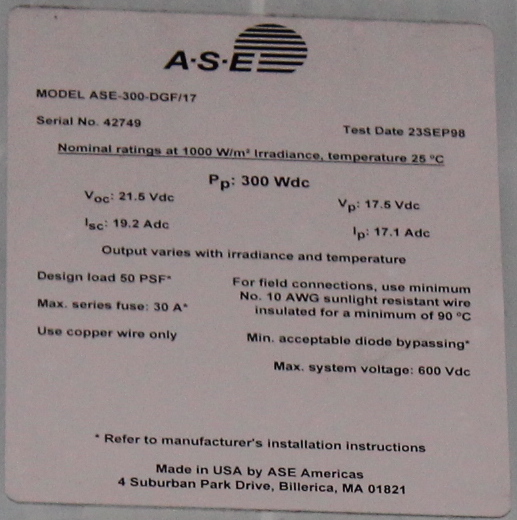 A·S·E
MODEL ASE-300-DGF/17
Serial No. 42749
Test Date 23SEP98
Nominal ratings at 1000 W/m² Irradiance, temperature 25 ºC
Pp: 300 Wdc
Voc: 21.5 Vdc
Vp: 17.5 Vdc
Isc: 19.2 Adc
Ip: 17.1 Adc
Output varies with irradiance and temperature
Design load 50 PSF*
Max. series fuse: 30 A*
Use copper wire only
For field connections, use minimum
No. 10 AWG sunlight resistant wire
insulated for a minimum of 90 ºC
Min. acceptable diode bypassing*
Max. system voltage: 600 Vdc
* Refer to manufacturer's installation instructions
Made in USA by ASE Americas
4 Suburban Park Drive, Billerica, MA 01821